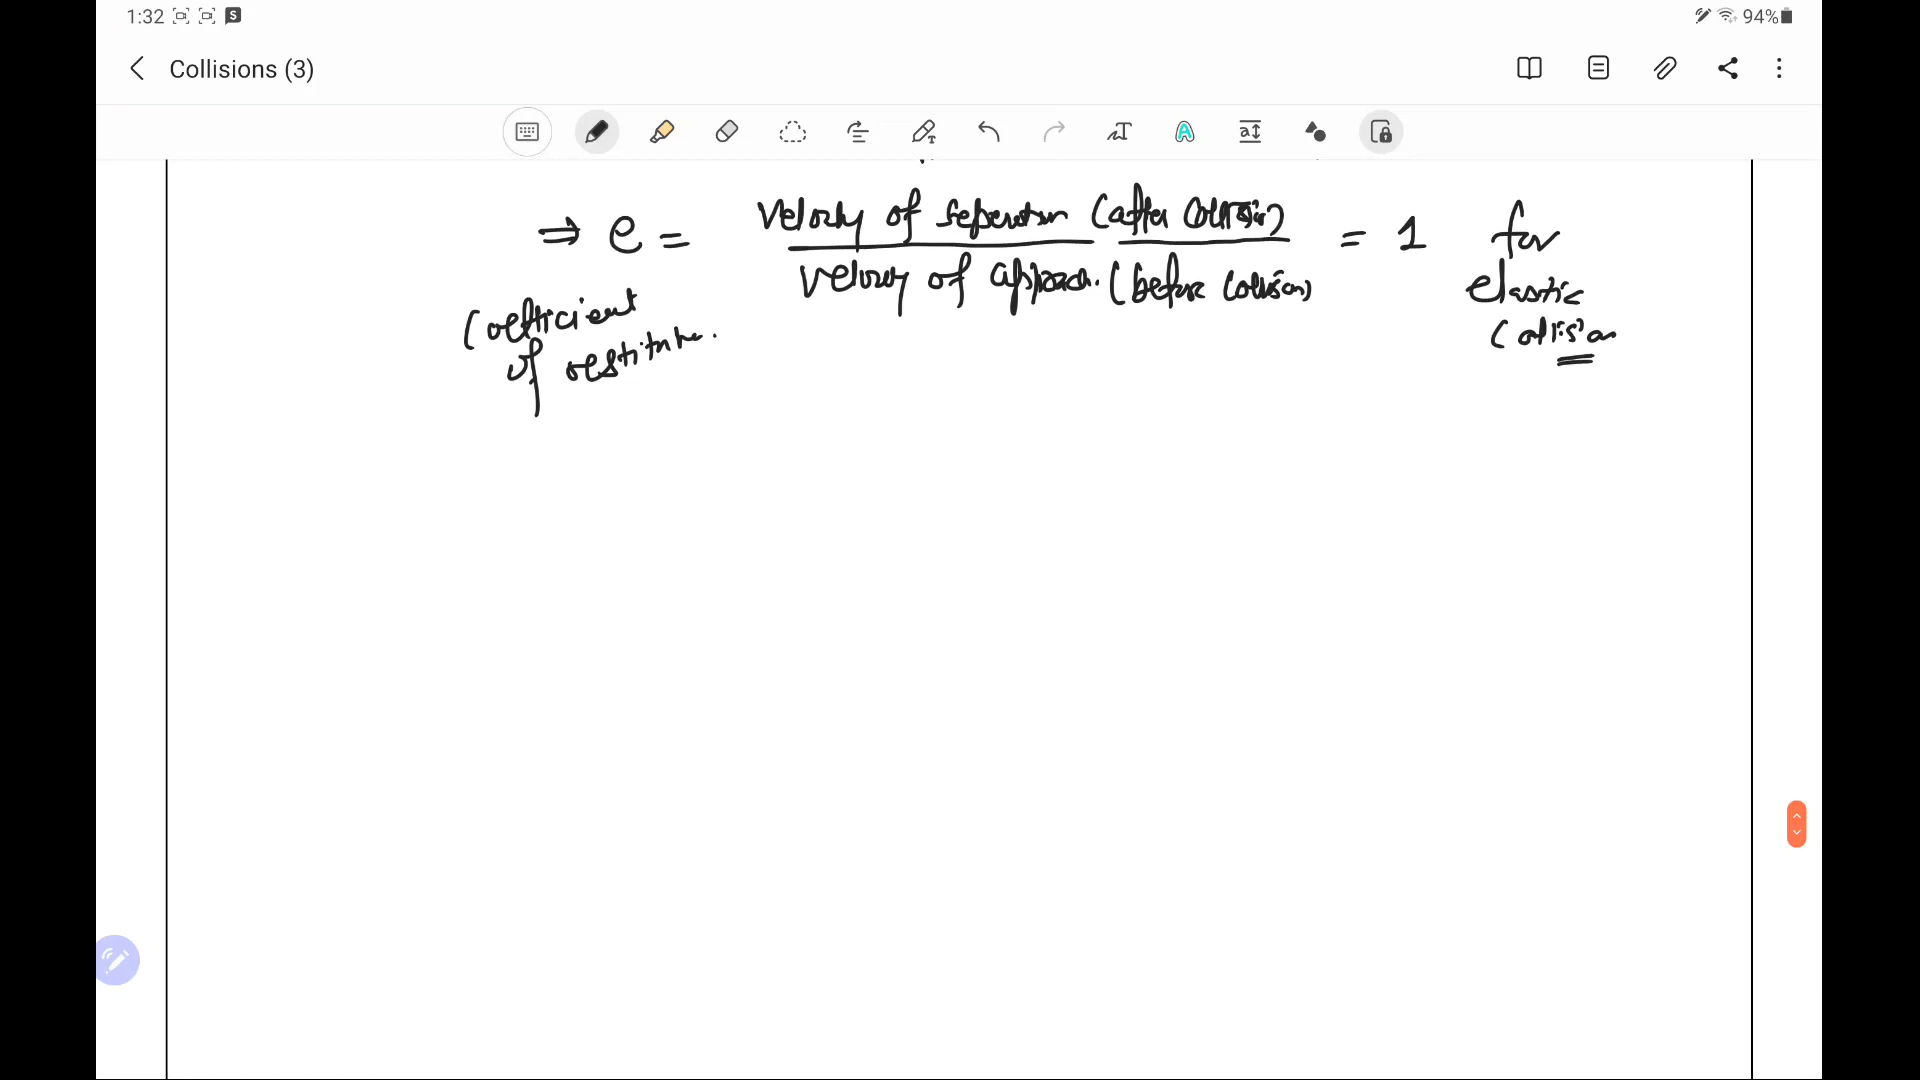 1:32
94%
Collisions (3)
⇒ e = velocity of separation (after collision) / velocity of approach. (before collision) = 1 for
elastic
collision
Coefficient
of restitution.